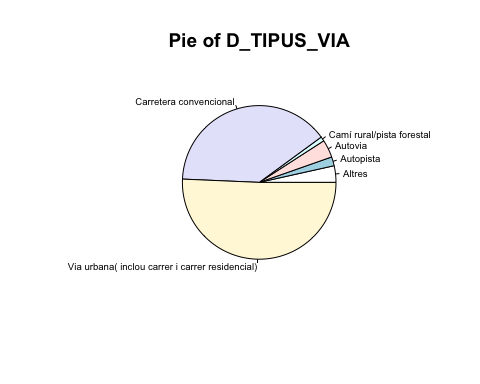 Pie of D_TIPUS_VIA
Carretera convencional
Camí rural/pista forestal
Autovia
Autopista
Altres
Via urbana( inclou carrer i carrer residencial)